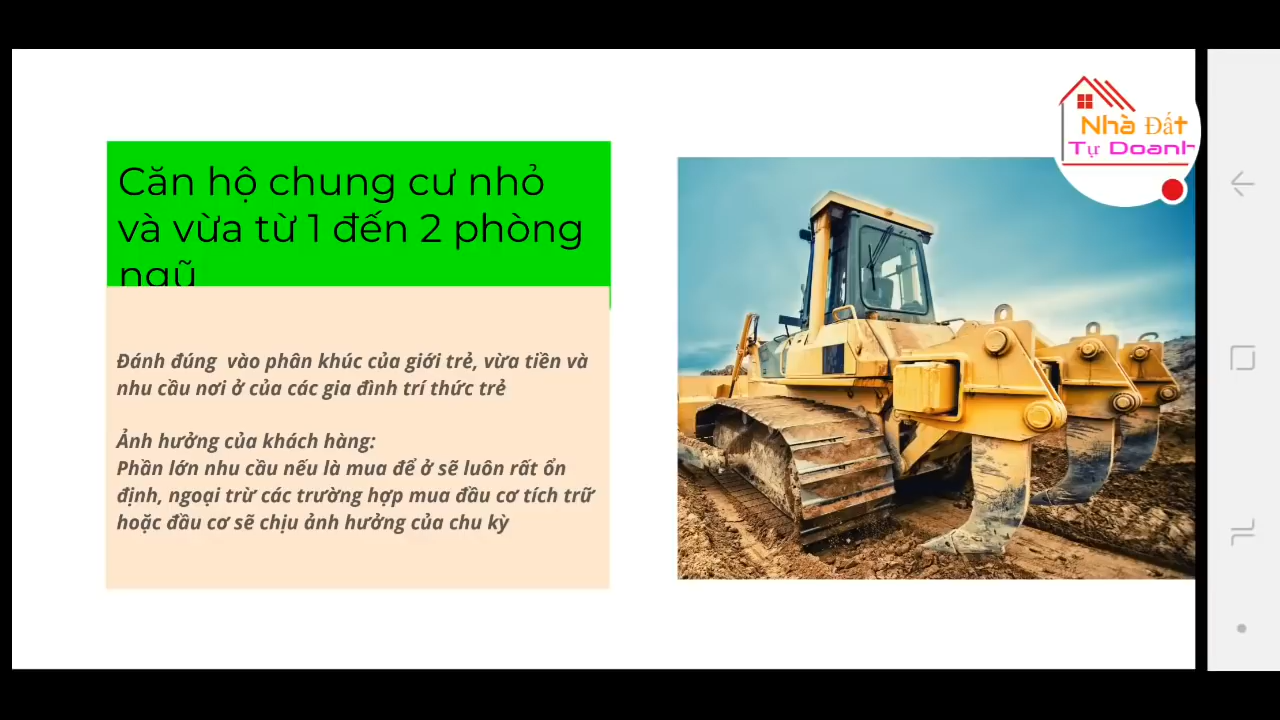 Căn hộ chung cư nhỏ
và vừa từ 1 đến 2 phòng
ngũ
Đánh đúng vào phân khúc của giới trẻ, vừa tiền và
nhu cầu nơi ở của các gia đình trí thức trẻ
Ảnh hưởng của khách hàng:
Phần lớn nhu cầu nếu là mua để ở sẽ luôn rất ổn
định, ngoại trừ các trường hợp mua đầu cơ tích trữ
hoặc đầu cơ sẽ chịu ảnh hưởng của chu kỳ
Nhà Đất
Tự Doanh